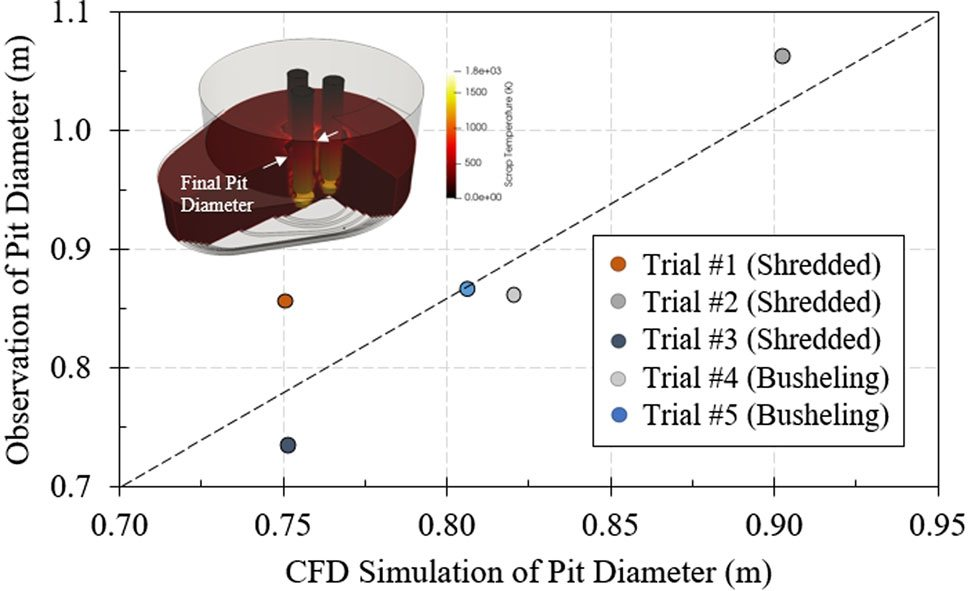 1.1
1.0
0.9
0.8
0.7
Observation of Pit Diameter (m)
1.8e+03
1500
1000
500
0.0e+00
Scrap Temperature (K)
Final Pit
Diameter
Trial #1 (Shredded)
Trial #2 (Shredded)
Trial #3 (Shredded)
Trial #4 (Busheling)
Trial #5 (Busheling)
0.70 0.75 0.80 0.85 0.90 0.95
CFD Simulation of Pit Diameter (m)